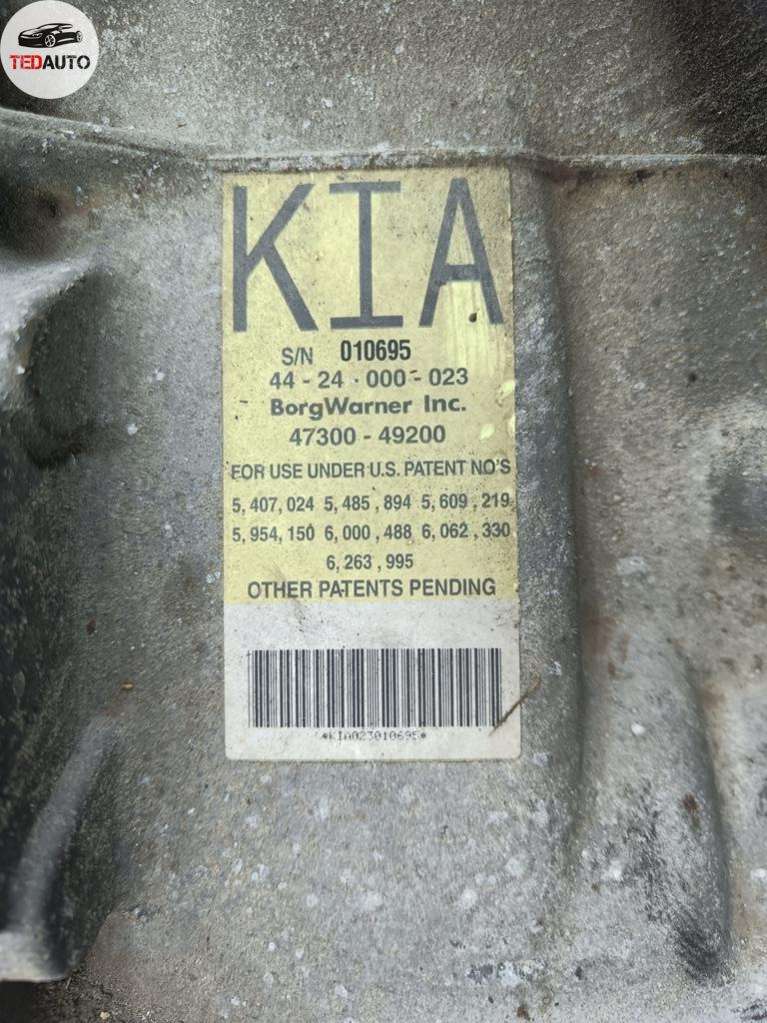 TEDAUTO
KIA
S/N 010695
44 - 24 - 000 - 023
BorgWarner Inc.
47300 - 49200
FOR USE UNDER U.S. PATENT NO'S
5,407,024 5,485,894 5,609,219
5,954,150 6,000,488 6,062,330
6,263,995
OTHER PATENTS PENDING
*KIA023010695*